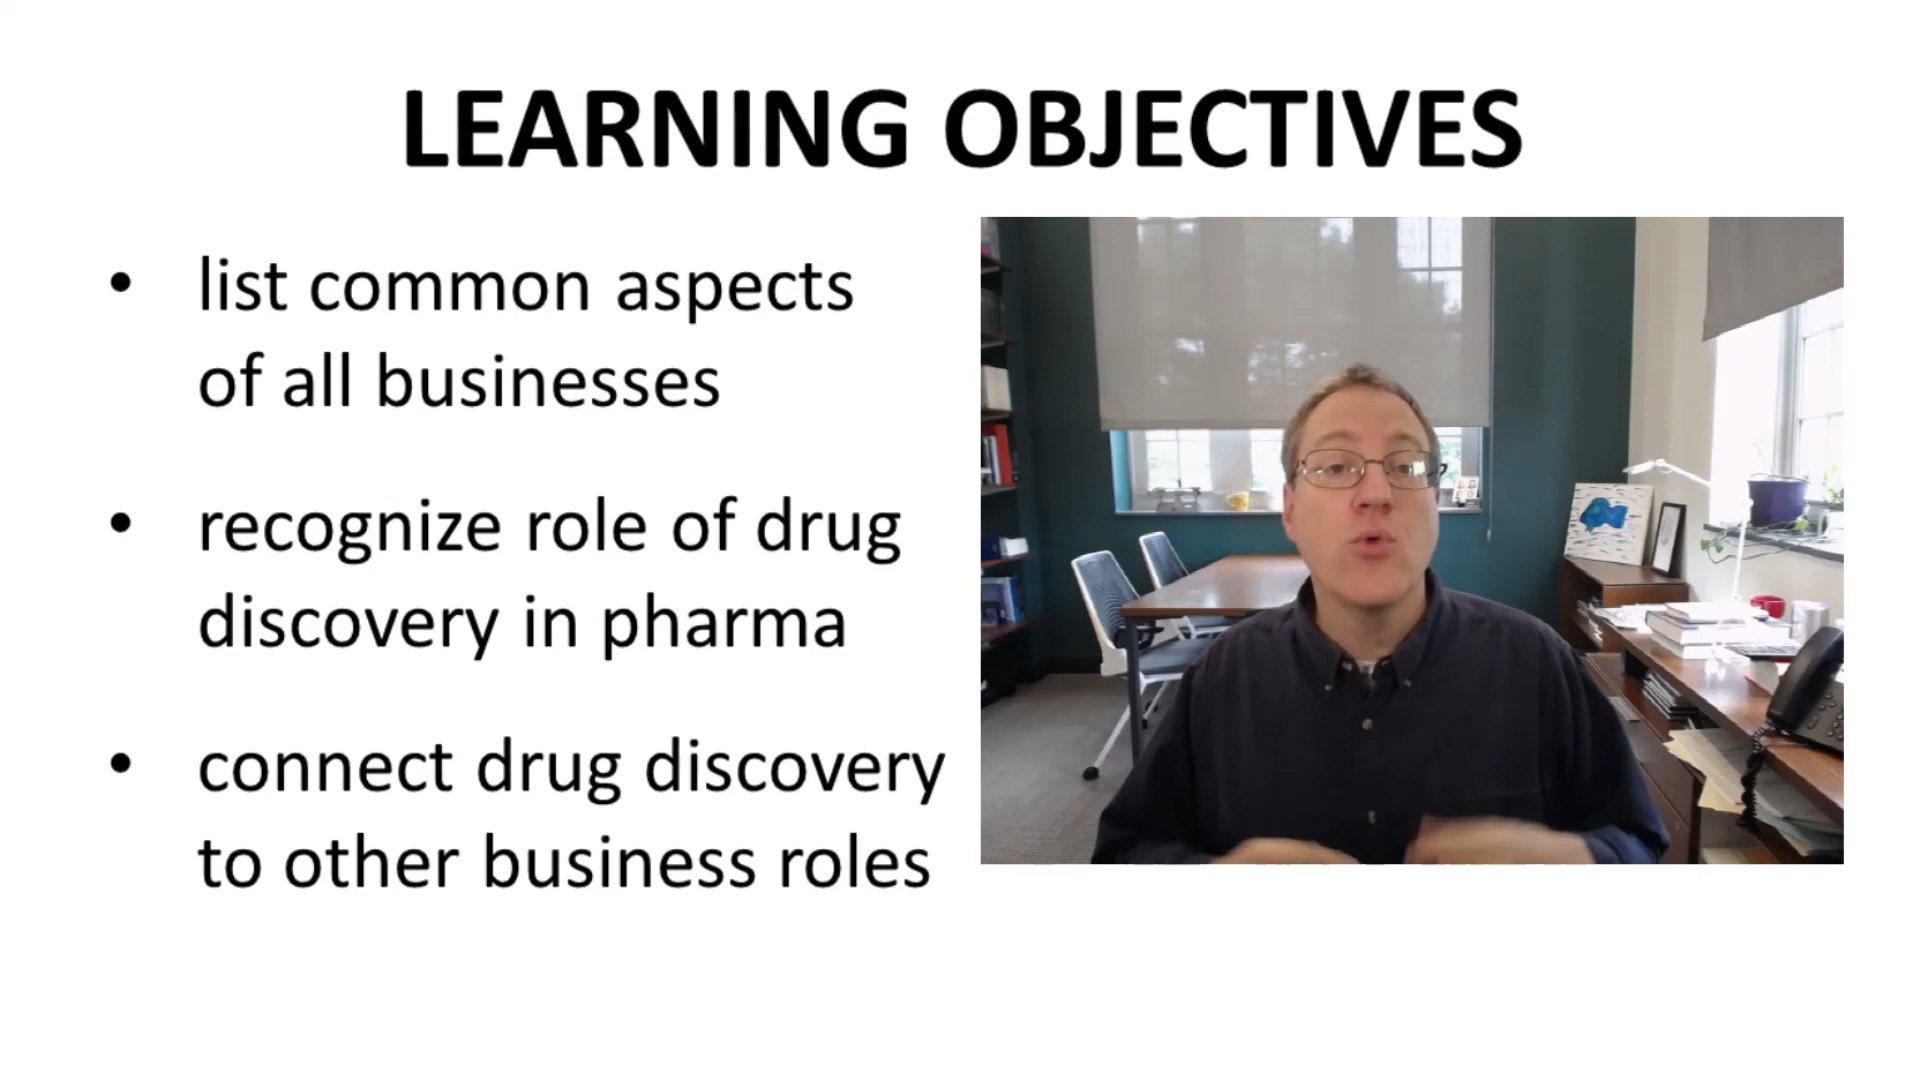 LEARNING OBJECTIVES
• list common aspects
of all businesses
• recognize role of drug
discovery in pharma
• connect drug discovery
to other business roles